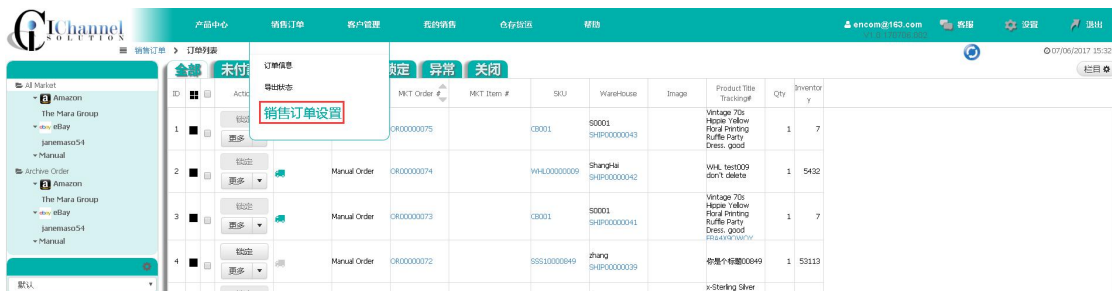 IChannel
SOLUTION
产品中心 销售订单 客户管理 我的销售 仓存货运 帮助
encom@163.com 客服 设置 退出
销售订单 > 订单列表
07/06/2017 15:32
订单信息
导出状态
销售订单设置
全部 未付 锁定 异常 关闭
栏目
All Market
Amazon
The Mara Group
eBay
janemaso54
Manual
Archive Order
Amazon
The Mara Group
eBay
janemaso54
Manual
默认
ID Actio MKT Order # MKT Item # SKU WareHouse Image Product Title Qty Inventor
Tracking# y
1 锁定 更多 OR00000075 CB001 S0001 SHIP00000043 1 7
Vintage 70s
Hippie Yellow
Floral Printing
Ruffle Party
Dress. good
2 锁定 更多 Manual Order OR00000074 WHL00000009 ShangHai SHIP00000042 1 5432
WHL test009
don't delete
3 锁定 更多 Manual Order OR00000073 CB001 S0001 SHIP00000041 1 7
Vintage 70s
Hippie Yellow
Floral Printing
Ruffle Party
Dress. good
4 锁定 更多 Manual Order OR00000072 SSS10000849 zhang SHIP00000039 你是个标题00849 1 53113
x-Sterling Silver